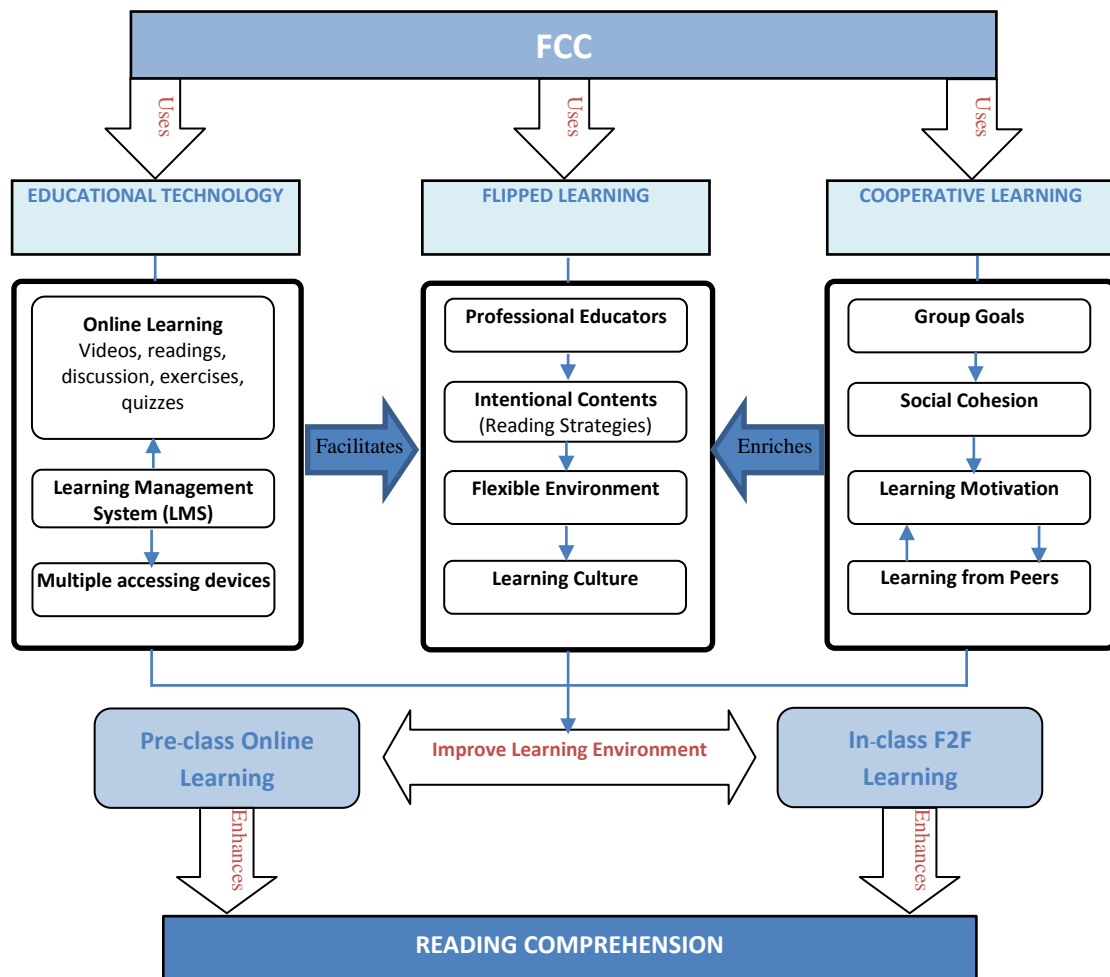 FCC
Uses
Uses
Uses
EDUCATIONAL TECHNOLOGY
FLIPPED LEARNING
COOPERATIVE LEARNING
Online Learning
Videos, readings,
discussion, exercises,
quizzes
Learning Management
System (LMS)
Multiple accessing devices
Facilitates
Professional Educators
Intentional Contents
(Reading Strategies)
Flexible Environment
Learning Culture
Enriches
Group Goals
Social Cohesion
Learning Motivation
Learning from Peers
Pre-class Online
Learning
Improve Learning Environment
In-class F2F
Learning
Enhances
Enhances
READING COMPREHENSION